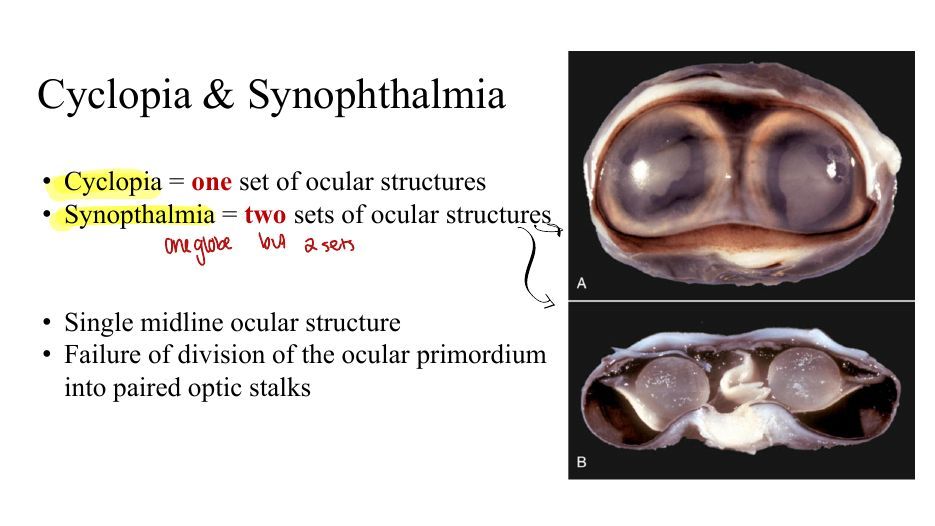 Cyclopia & Synophthalmia
• Cyclopia = one set of ocular structures
• Synopthalmia = two sets of ocular structures
one globe but 2 sets
• Single midline ocular structure
• Failure of division of the ocular primordium
into paired optic stalks
A
B